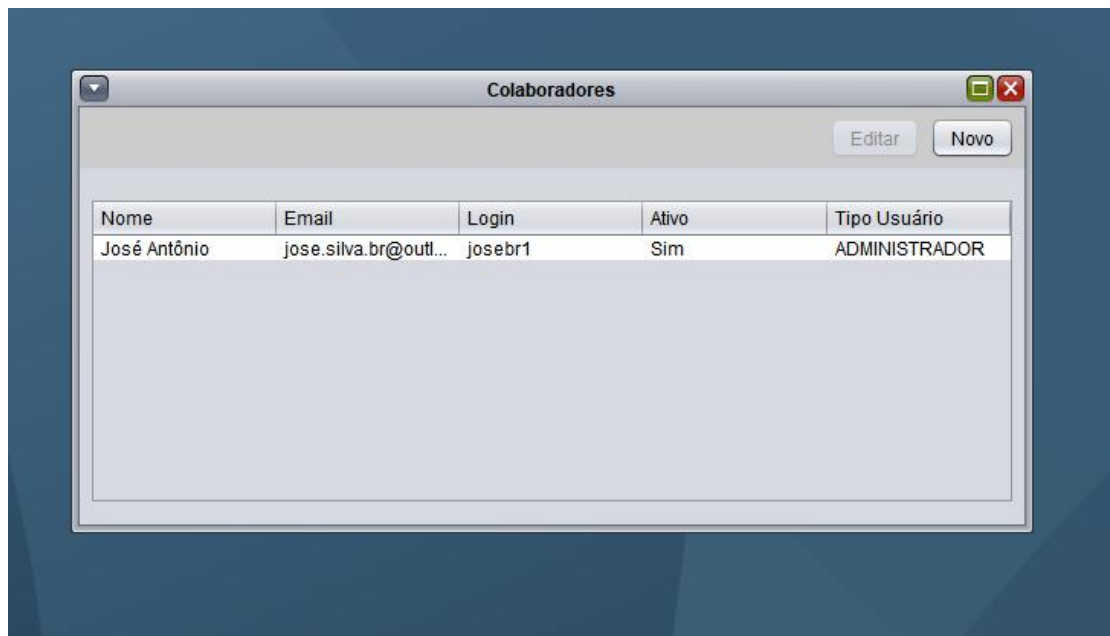 Colaboradores
Editar Novo
Nome Email Login Ativo Tipo Usuário
José Antônio jose.silva.br@outl... josebr1 Sim ADMINISTRADOR